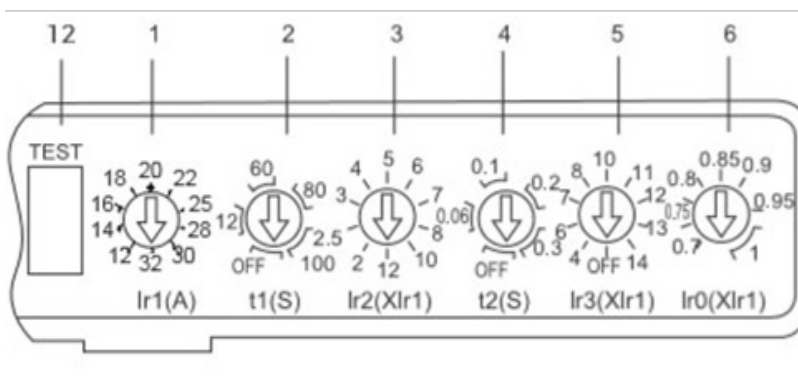 12 1 2 3 4 5 6
TEST
12 14 16 18 20 22 25 28 30 32
12 60 80 100 OFF
2 2.5 3 4 5 6 7 8 10 12
0.06 0.1 0.2 0.3 OFF
4 6 7 8 10 11 12 13 14 OFF
0.7 0.75 0.8 0.85 0.9 0.95 1
Ir1(A) t1(S) Ir2(XIr1) t2(S) Ir3(XIr1) Ir0(XIr1)